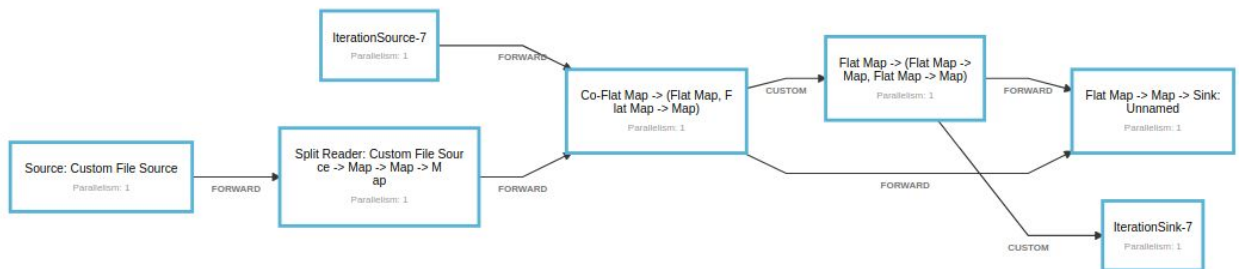 IterationSource-7
Parallelism: 1
FORWARD
Source: Custom File Source
Parallelism: 1
FORWARD
Split Reader: Custom File Sour
ce -> Map -> Map -> M
ap
Parallelism: 1
FORWARD
Co-Flat Map -> (Flat Map, F
lat Map -> Map)
Parallelism: 1
CUSTOM
FORWARD
Flat Map -> (Flat Map ->
Map, Flat Map -> Map)
Parallelism: 1
FORWARD
CUSTOM
Flat Map -> Map -> Sink:
Unnamed
Parallelism: 1
IterationSink-7
Parallelism: 1